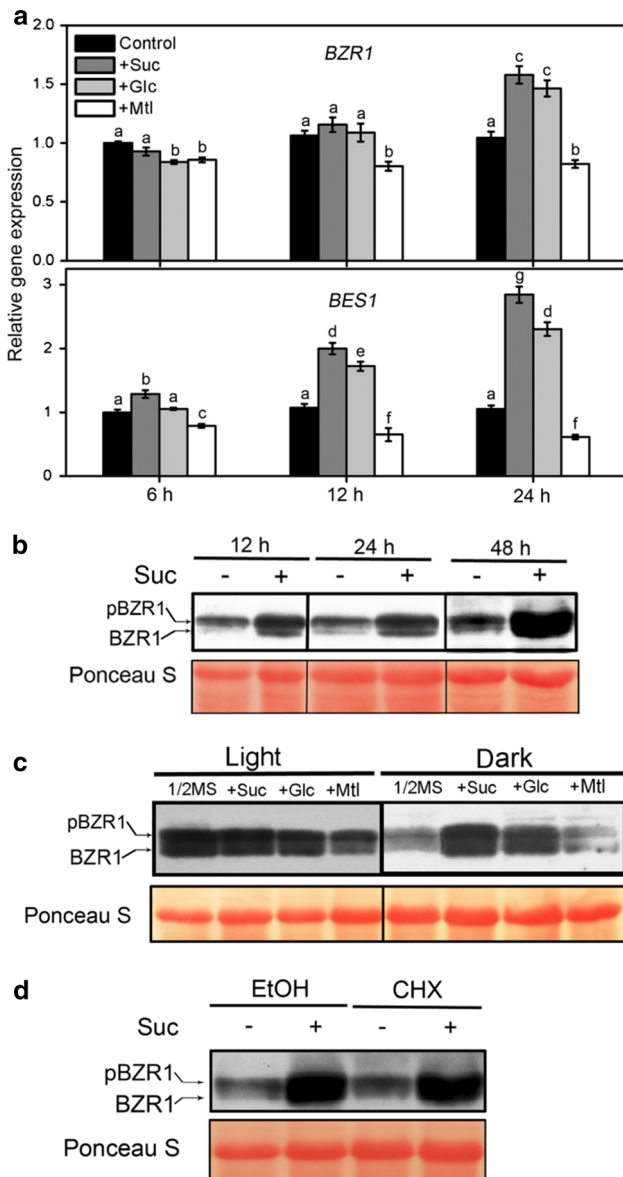 a
2.0
Control
+Suc
+Glc
+Mtl
BZR1
1.5
1.0
0.5
0.0
a a b b
a a a b
a c c b
Relative gene expression
BES1
3
2
1
0
a b a c
a d e f
a g d f
6 h 12 h 24 h
b
12 h 24 h 48 h
Suc - + - + - +
pBZR1
BZR1
Ponceau S
c
Light Dark
1/2MS +Suc +Glc +Mtl 1/2MS +Suc +Glc +Mtl
pBZR1
BZR1
Ponceau S
d
EtOH CHX
Suc - + - +
pBZR1
BZR1
Ponceau S